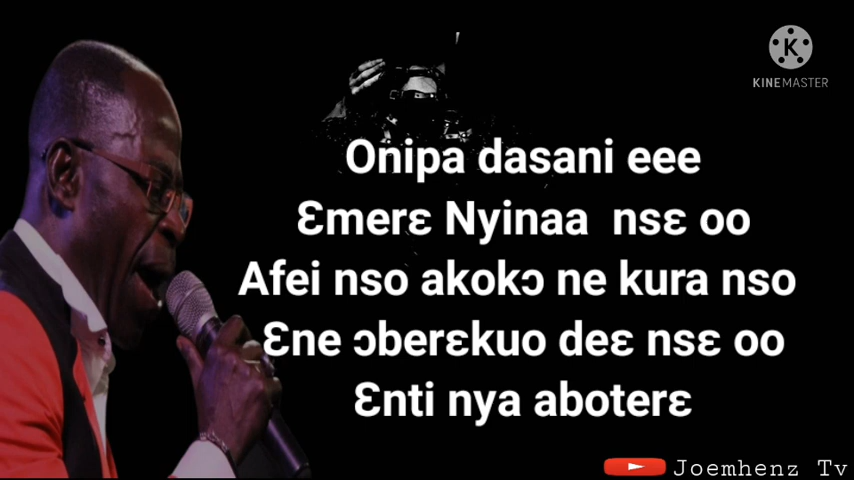 KINEMASTER
Onipa dasani eee
Ɛmerɛ Nyinaa nsɛ oo
Afei nso akokɔ ne kura nso
Ɛne ɔberɛkuo deɛ nsɛ oo
Ɛnti nya aboterɛ
Joemhenz Tv